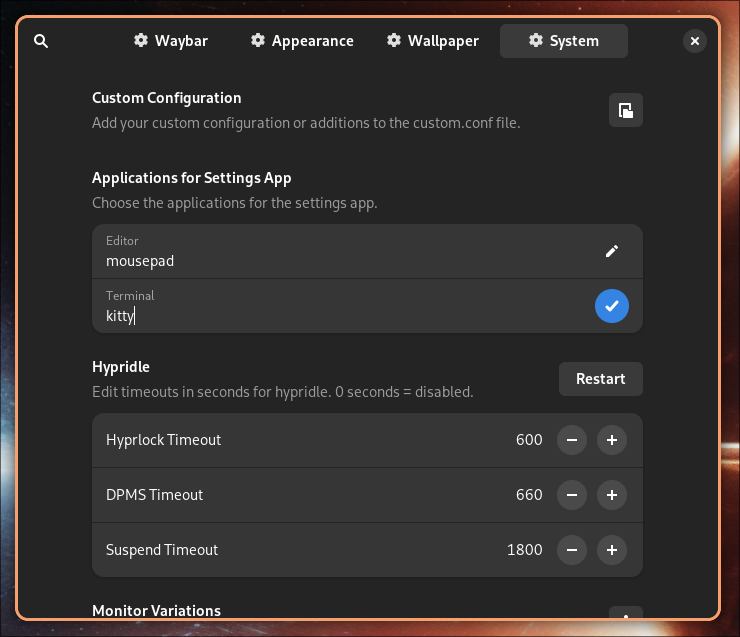 Waybar Appearance Wallpaper System
Custom Configuration
Add your custom configuration or additions to the custom.conf file.
Applications for Settings App
Choose the applications for the settings app.
Editor
mousepad
Terminal
kitty
Hypridle
Edit timeouts in seconds for hypridle. 0 seconds = disabled.
Restart
Hyprlock Timeout 600
DPMS Timeout 660
Suspend Timeout 1800
Monitor Variations